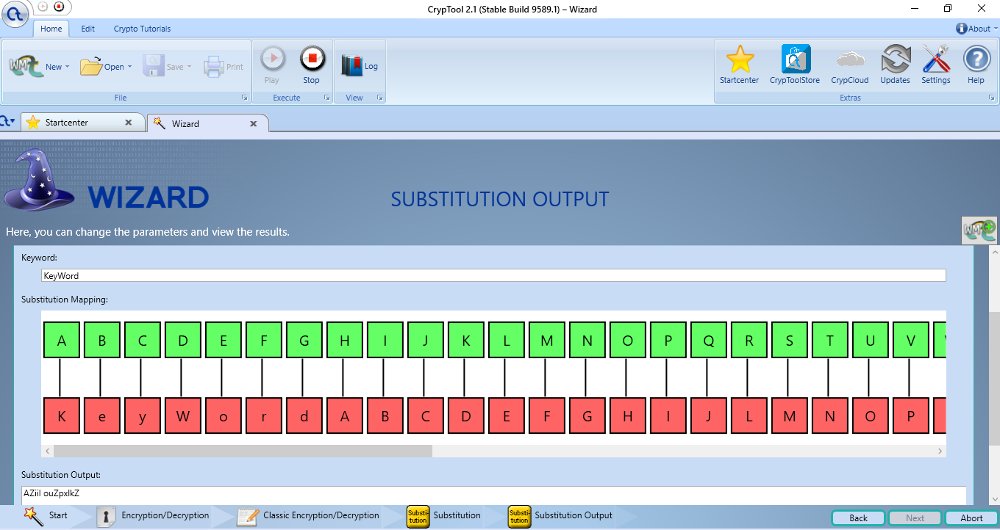 CrypTool 2.1 (Stable Build 9589.1) – Wizard
Home Edit Crypto Tutorials About
New Open Save Print Play Stop Log Startcenter CrypToolStore CrypCloud Updates Settings Help
File Execute View Extras
Startcenter Wizard
WIZARD
SUBSTITUTION OUTPUT
Here, you can change the parameters and view the results.
Keyword:
KeyWord
Substitution Mapping:
A B C D E F G H I J K L M N O P Q R S T U V
K e y W o r d A B C D E F G H I J L M N O P
Substitution Output:
AZiil ouZpxlkZ
Start Encryption/Decryption Classic Encryption/Decryption Substitution Substitution Output Back Next Abort